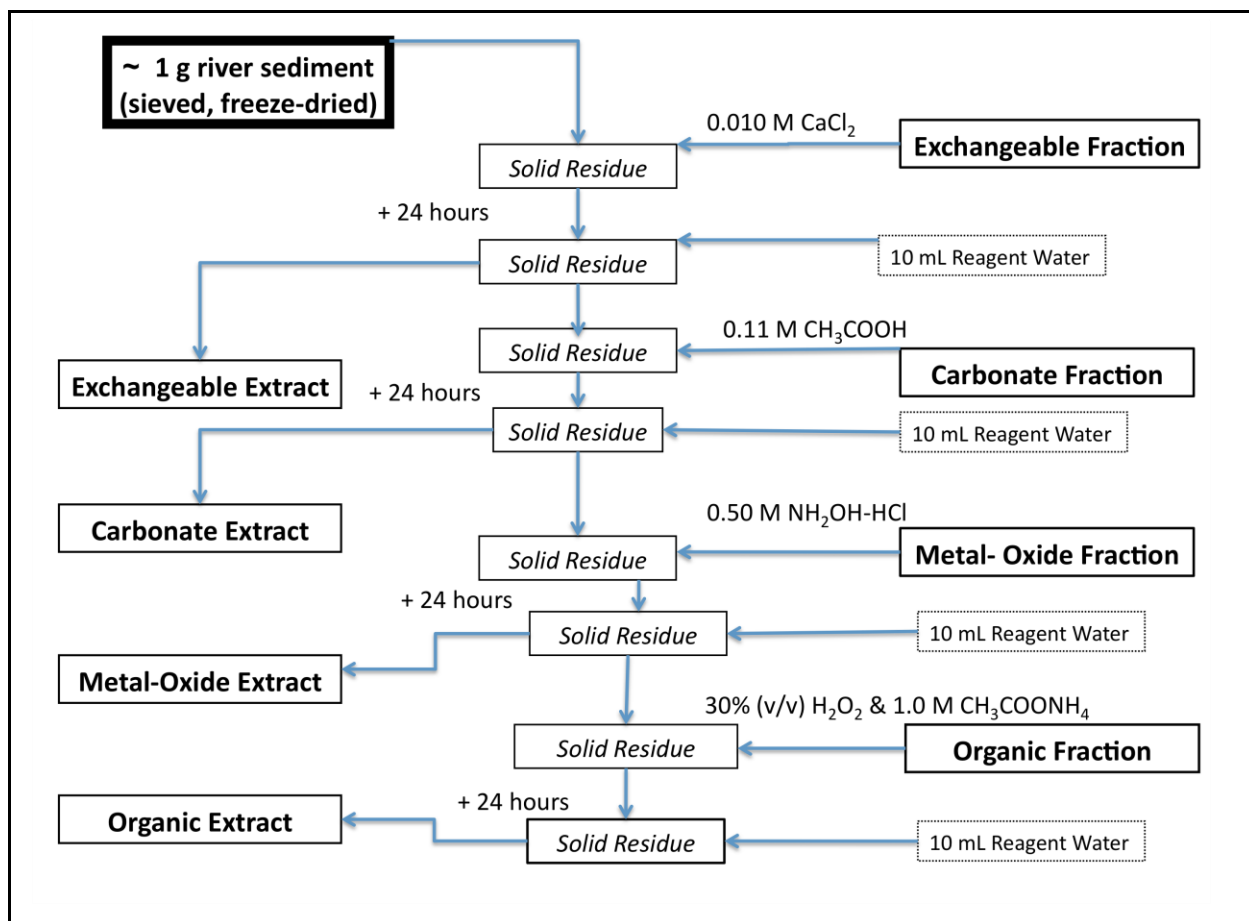 ~ 1 g river sediment
(sieved, freeze-dried)
0.010 M CaCl₂
Exchangeable Fraction
Solid Residue
+ 24 hours
Solid Residue
10 mL Reagent Water
0.11 M CH₃COOH
Solid Residue
Exchangeable Extract
Carbonate Fraction
+ 24 hours
Solid Residue
10 mL Reagent Water
Carbonate Extract
0.50 M NH₂OH-HCl
Solid Residue
Metal- Oxide Fraction
+ 24 hours
Solid Residue
10 mL Reagent Water
Metal-Oxide Extract
30% (v/v) H₂O₂ & 1.0 M CH₃COONH₄
Solid Residue
Organic Fraction
+ 24 hours
Organic Extract
Solid Residue
10 mL Reagent Water